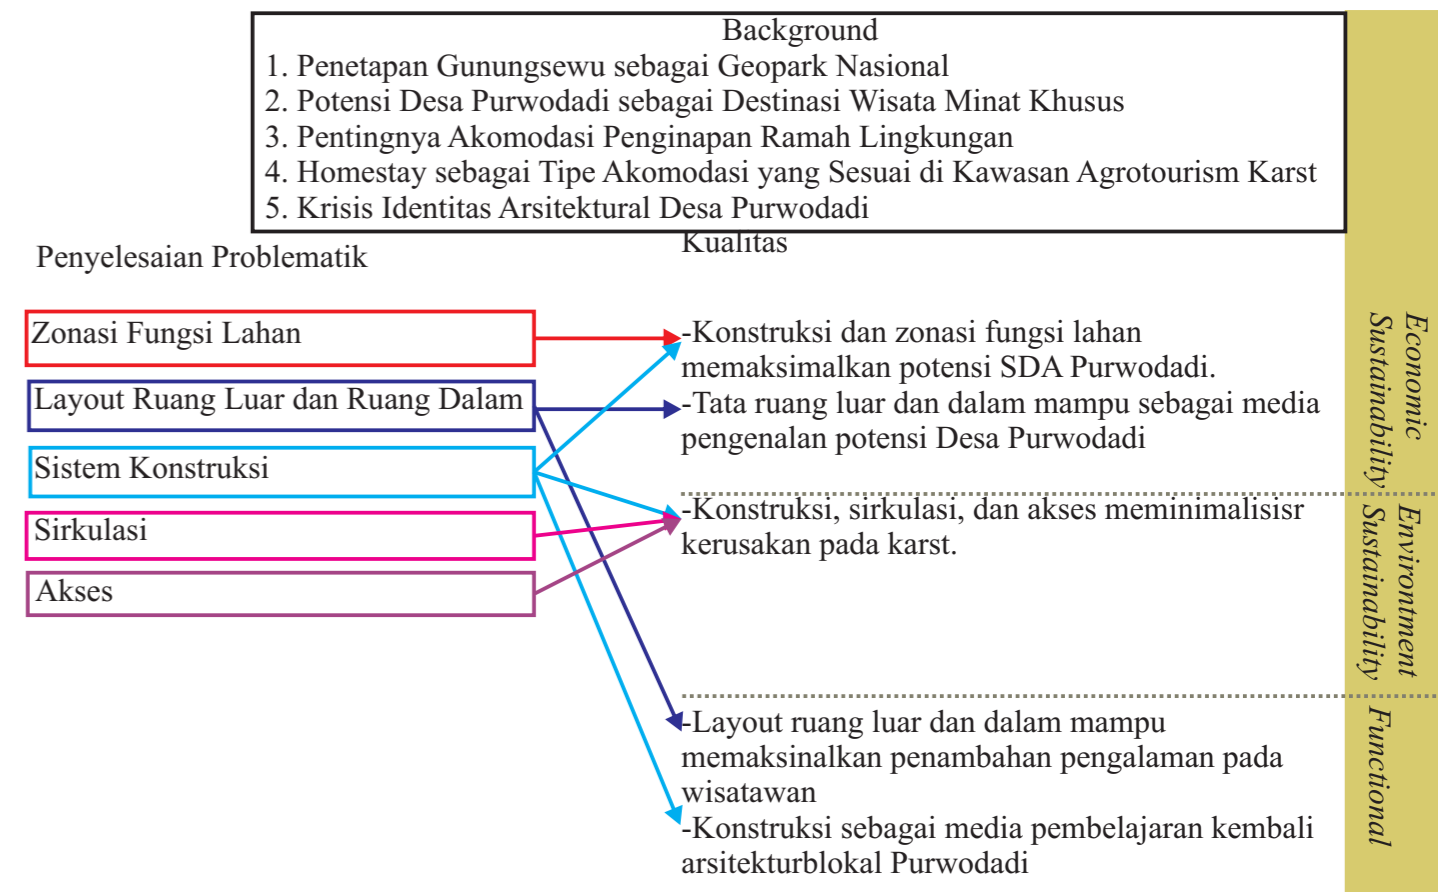 Background
1. Penetapan Gunungsewu sebagai Geopark Nasional
2. Potensi Desa Purwodadi sebagai Destinasi Wisata Minat Khusus
3. Pentingnya Akomodasi Penginapan Ramah Lingkungan
4. Homestay sebagai Tipe Akomodasi yang Sesuai di Kawasan Agrotourism Karst
5. Krisis Identitas Arsitektural Desa Purwodadi
Penyelesaian Problematik
Kualitas
Zonasi Fungsi Lahan
Layout Ruang Luar dan Ruang Dalam
Sistem Konstruksi
Sirkulasi
Akses
-Konstruksi dan zonasi fungsi lahan
memaksimalkan potensi SDA Purwodadi.
-Tata ruang luar dan dalam mampu sebagai media
pengenalan potensi Desa Purwodadi
-Konstruksi, sirkulasi, dan akses meminimalisisr
kerusakan pada karst.
-Layout ruang luar dan dalam mampu
memaksinalkan penambahan pengalaman pada
wisatawan
-Konstruksi sebagai media pembelajaran kembali
arsitekturblokal Purwodadi
Economic
Sustainability
Environtment
Sustainability
Functional